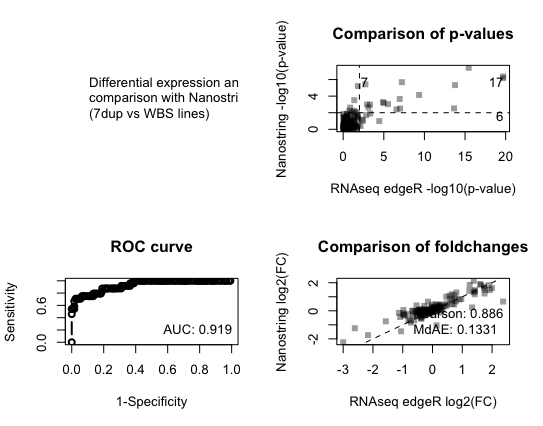 Differential expression an
comparison with Nanostri
(7dup vs WBS lines)
Comparison of p-values
Nanostring -log10(p-value)
0 4
7 17
6
0 5 10 15 20
RNAseq edgeR -log10(p-value)
ROC curve
Sensitivity
0.0 0.6
AUC: 0.919
0.0 0.2 0.4 0.6 0.8 1.0
1-Specificity
Comparison of foldchanges
Nanostring log2(FC)
-2 0 2
Pearson: 0.886
MdAE: 0.1331
-3 -2 -1 0 1 2
RNAseq edgeR log2(FC)